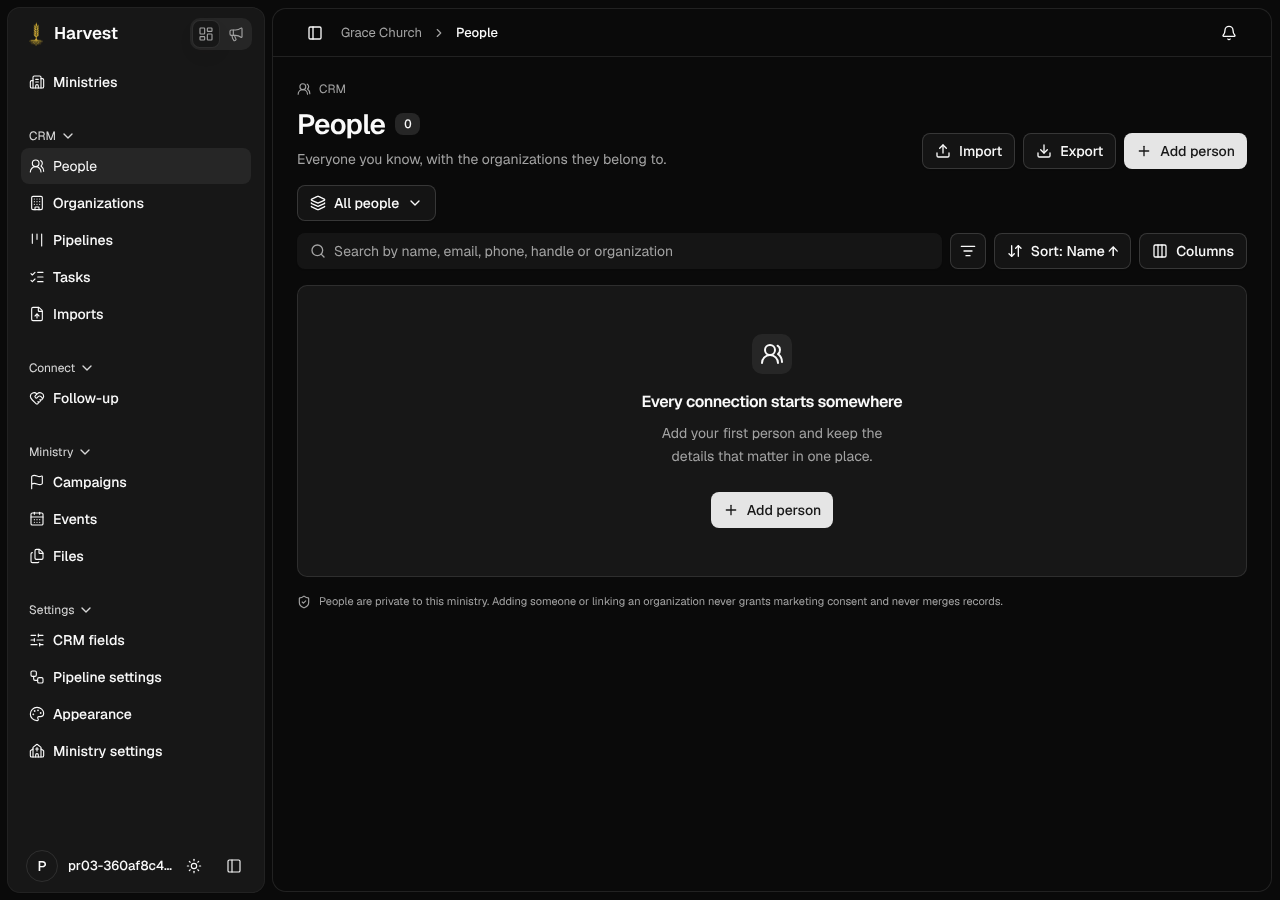 Harvest
Ministries
CRM
People
Organizations
Pipelines
Tasks
Imports
Connect
Follow-up
Ministry
Campaigns
Events
Files
Settings
CRM fields
Pipeline settings
Appearance
Ministry settings
P pr03-360af8c4...
Grace Church > People
CRM
People 0
Everyone you know, with the organizations they belong to.
Import Export + Add person
All people
Search by name, email, phone, handle or organization
Sort: Name ↑ Columns
Every connection starts somewhere
Add your first person and keep the
details that matter in one place.
+ Add person
People are private to this ministry. Adding someone or linking an organization never grants marketing consent and never merges records.